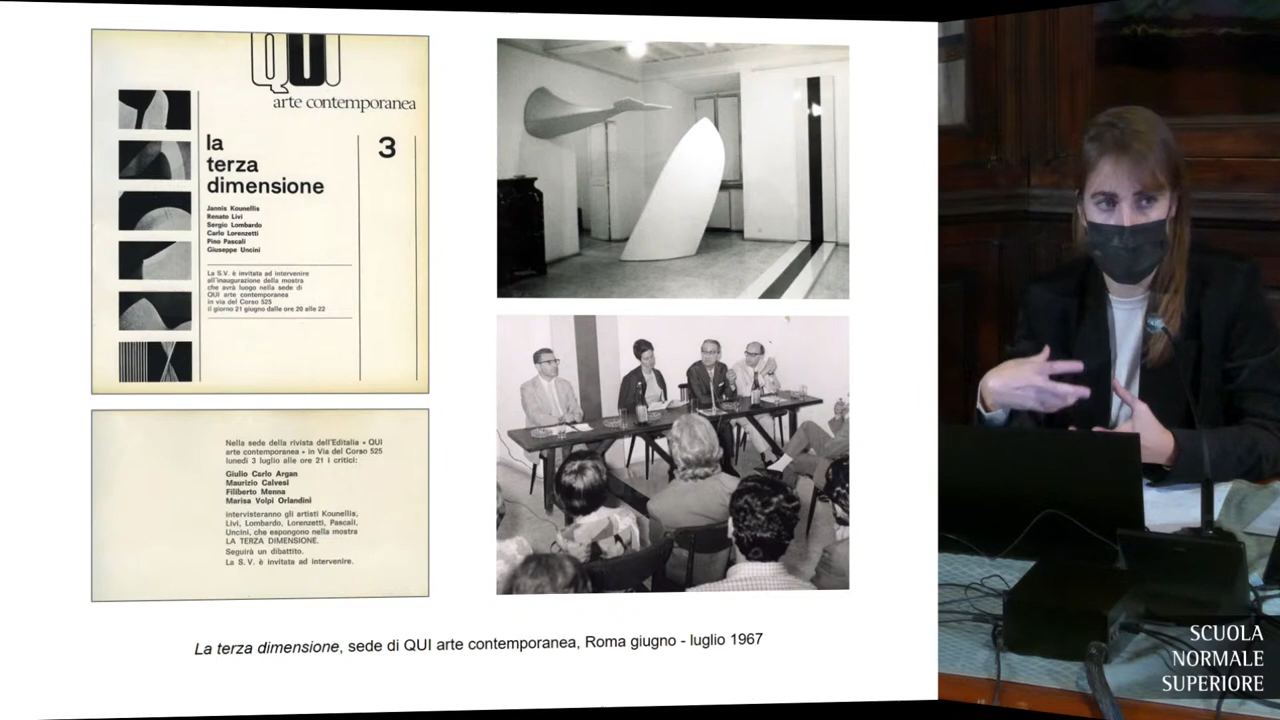 QUI
arte contemporanea
la
terza
dimensione
3
Jannis Kounellis
Renato Livi
Sergio Lombardo
Carlo Lorenzetti
Pino Pascali
Giuseppe Uncini
La S.V. è invitata ad intervenire
all'inaugurazione della mostra
che avrà luogo nella sede di
QUI arte contemporanea
in via del Corso 525
il giorno 21 giugno dalle ore 20 alle 22
Nella sede della rivista dell'Editalia « QUI
arte contemporanea » in Via del Corso 525
lunedì 3 luglio alle ore 21 i critici:
Giulio Carlo Argan
Maurizio Calvesi
Filiberto Menna
Marisa Volpi Orlandini
intervisteranno gli artisti Kounellis,
Livi, Lombardo, Lorenzetti, Pascali,
Uncini, che espongono nella mostra
LA TERZA DIMENSIONE.
Seguirà un dibattito.
La S.V. è invitata ad intervenire.
La terza dimensione, sede di QUI arte contemporanea, Roma giugno - luglio 1967
SCUOLA
NORMALE
SUPERIORE